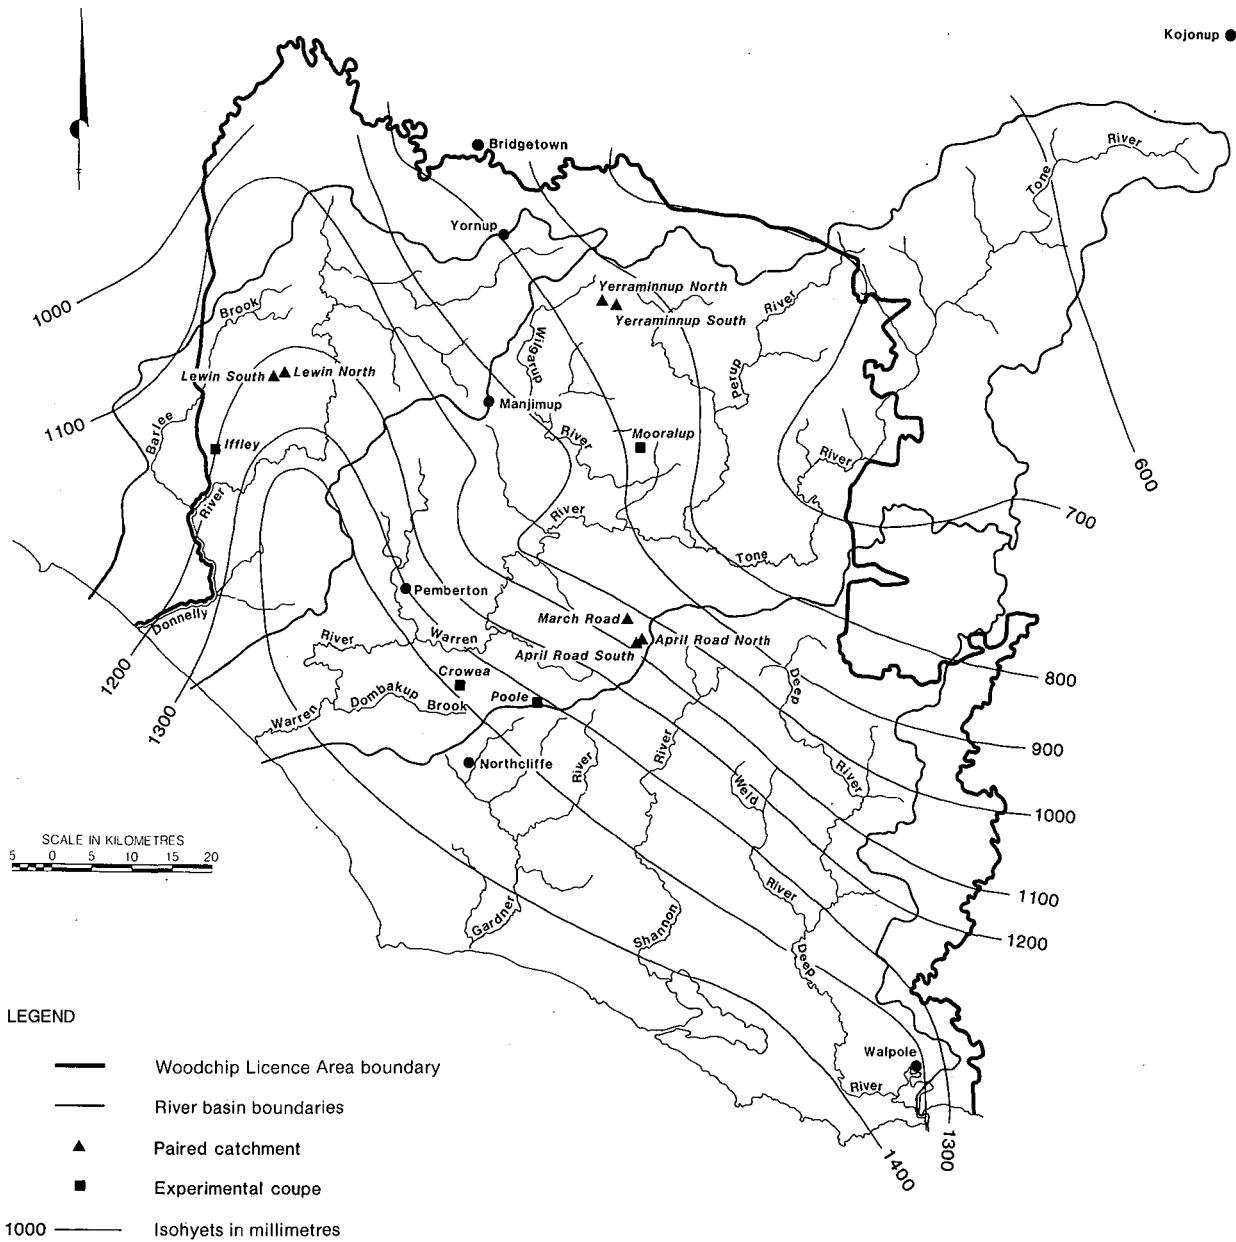 Kojonup
Bridgetown
River
Tone
Yornup
Yerraminnup North
1000
Brook
River
Yerraminnup South
Wilgarup
Perup
Lewin South
Lewin North
Manjimup
1100
Barlee
Iffley
River
Mooralup
River
600
River
River
700
Tone
Pemberton
Donnelly
March Road
River
Warren
April Road North
April Road South
1200
Crowea
Deep
800
Poole
Dombakup
Brook
Warren
1300
River
900
River
Northcliffe
River
Weld
1000
SCALE IN KILOMETRES
5 0 5 10 15 20
River
1100
Gardner
Shannon
1200
Deep
LEGEND
Walpole
Woodchip Licence Area boundary
River
River basin boundaries
1300
1400
Paired catchment
Experimental coupe
1000 Isohyets in millimetres